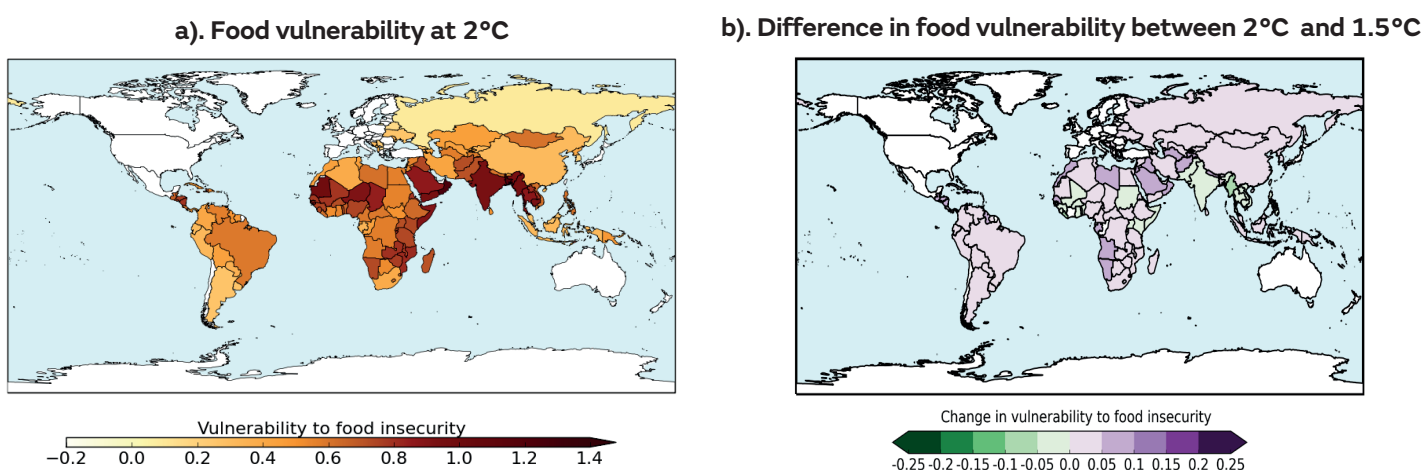 a). Food vulnerability at 2°C
b). Difference in food vulnerability between 2°C and 1.5°C
Vulnerability to food insecurity
−0.2 0.0 0.2 0.4 0.6 0.8 1.0 1.2 1.4
Change in vulnerability to food insecurity
-0.25 -0.2 -0.15 -0.1 -0.05 0.0 0.05 0.1 0.15 0.2 0.25